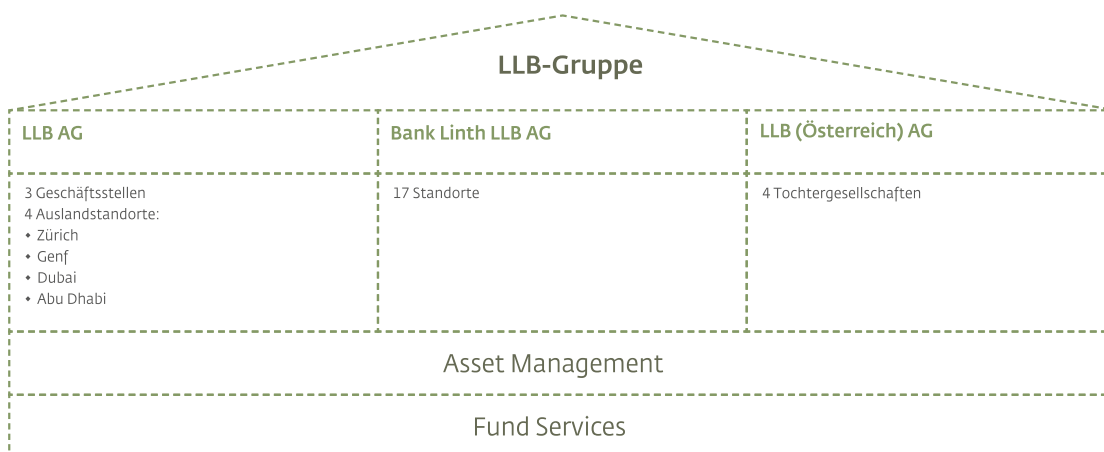 LLB-Gruppe
LLB AG
Bank Linth LLB AG
LLB (Österreich) AG
3 Geschäftsstellen
4 Auslandstandorte:
• Zürich
• Genf
• Dubai
• Abu Dhabi
17 Standorte
4 Tochtergesellschaften
Asset Management
Fund Services